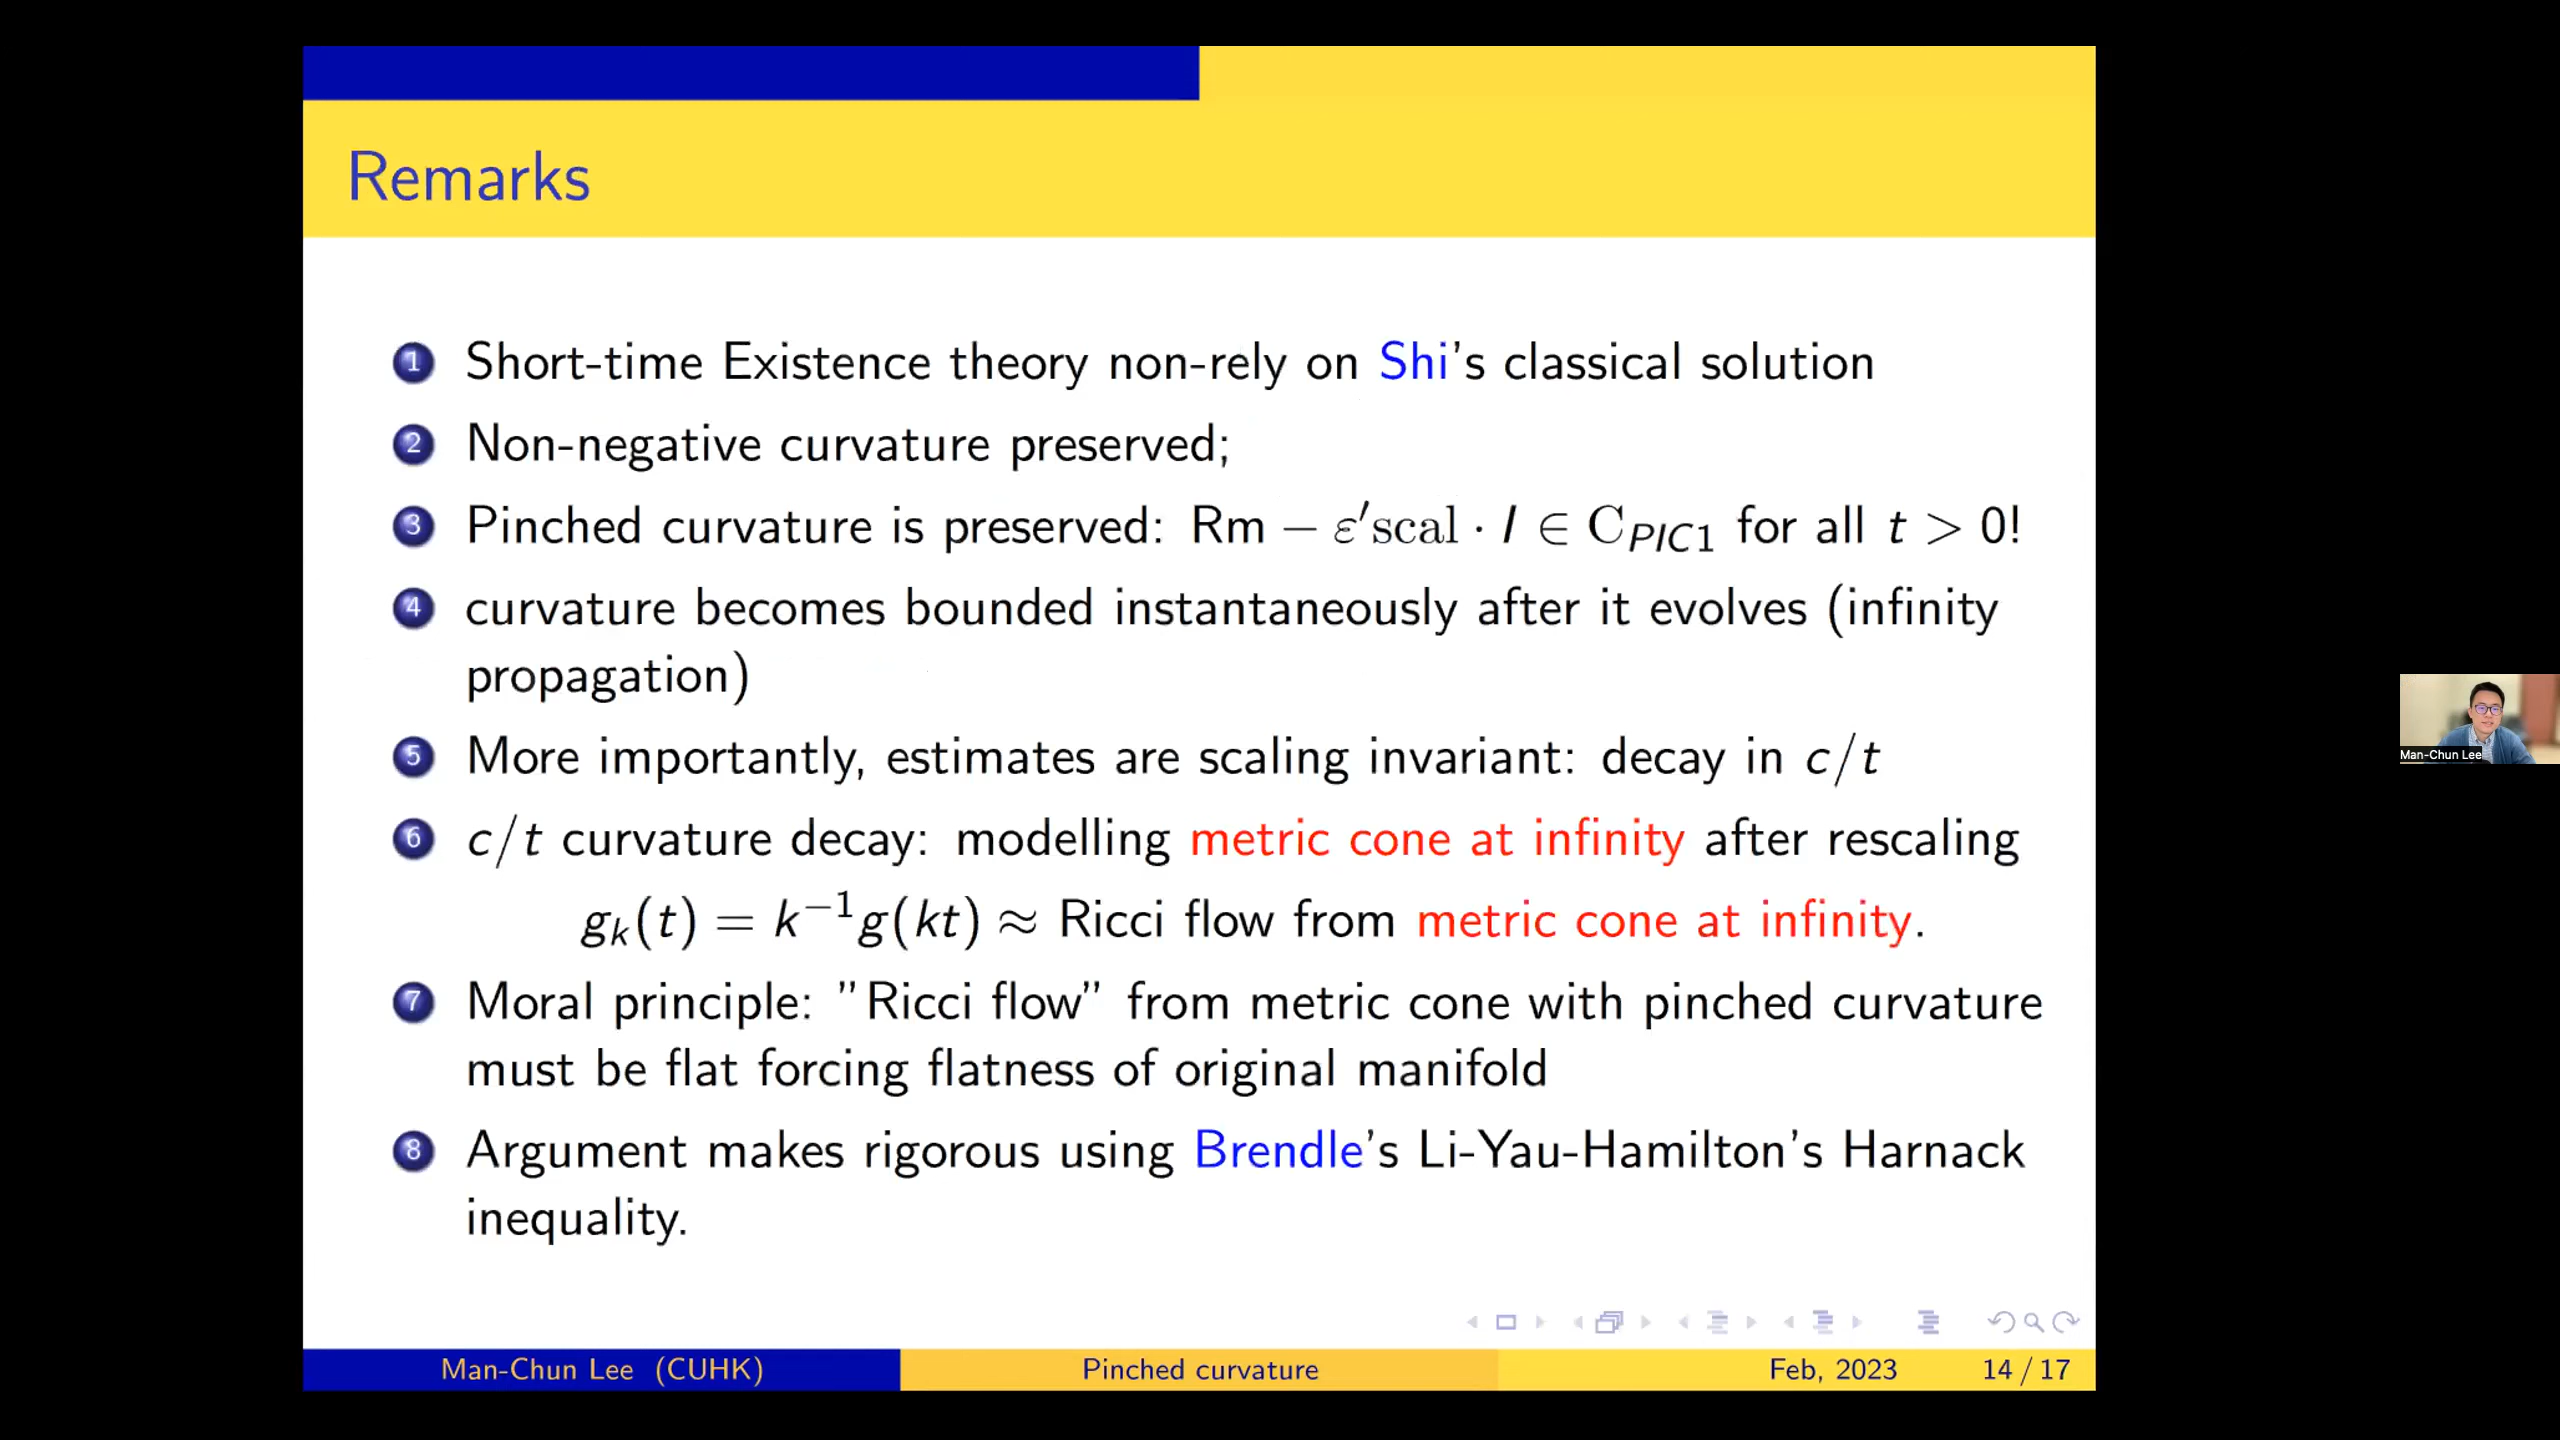 Remarks
1 Short-time Existence theory non-rely on Shi's classical solution
2 Non-negative curvature preserved;
3 Pinched curvature is preserved: Rm − ε′scal · I ∈ C_{PIC1} for all t > 0!
4 curvature becomes bounded instantaneously after it evolves (infinity
propagation)
5 More importantly, estimates are scaling invariant: decay in c/t
6 c/t curvature decay: modelling metric cone at infinity after rescaling
g_k(t) = k^{−1}g(kt) ≈ Ricci flow from metric cone at infinity.
7 Moral principle: ”Ricci flow” from metric cone with pinched curvature
must be flat forcing flatness of original manifold
8 Argument makes rigorous using Brendle's Li-Yau-Hamilton's Harnack
inequality.
Man-Chun Lee (CUHK) Pinched curvature Feb, 2023 14 / 17
Man-Chun Lee